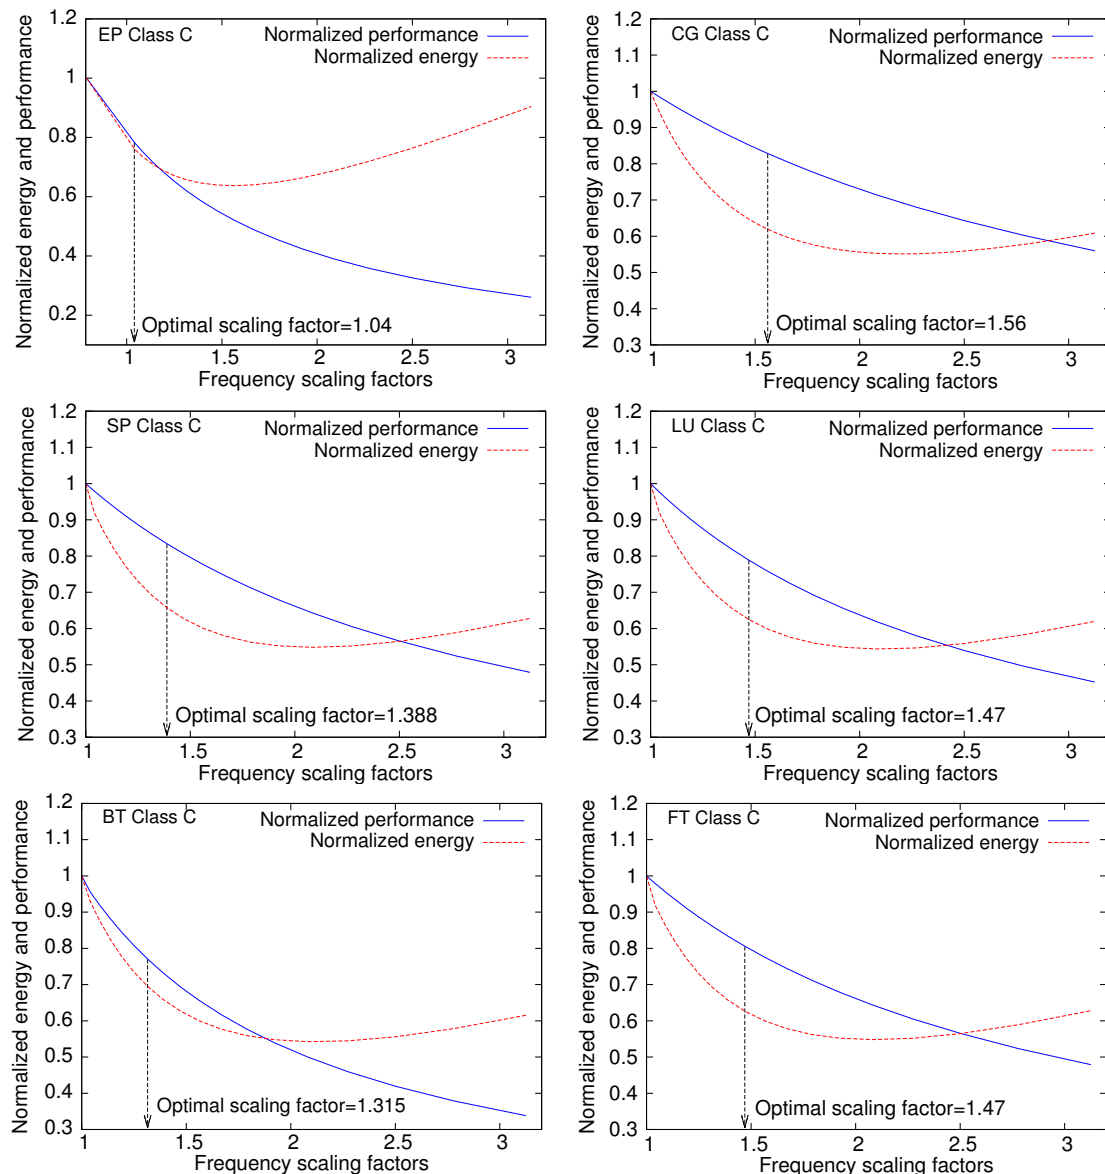 EP Class C
Normalized performance
Normalized energy
Normalized energy and performance
1.2
1
0.8
0.6
0.4
0.2
Optimal scaling factor=1.04
1 1.5 2 2.5 3
Frequency scaling factors
CG Class C
Normalized performance
Normalized energy
Normalized energy and performance
1.2
1.1
1
0.9
0.8
0.7
0.6
0.5
0.4
0.3
Optimal scaling factor=1.56
1 1.5 2 2.5 3
Frequency scaling factors
SP Class C
Normalized performance
Normalized energy
Normalized energy and performance
1.2
1.1
1
0.9
0.8
0.7
0.6
0.5
0.4
0.3
Optimal scaling factor=1.388
1 1.5 2 2.5 3
Frequency scaling factors
LU Class C
Normalized performance
Normalized energy
Normalized energy and performance
1.2
1.1
1
0.9
0.8
0.7
0.6
0.5
0.4
0.3
Optimal scaling factor=1.47
1 1.5 2 2.5 3
Frequency scaling factors
BT Class C
Normalized performance
Normalized energy
Normalized energy and performance
1.2
1.1
1
0.9
0.8
0.7
0.6
0.5
0.4
0.3
Optimal scaling factor=1.315
1 1.5 2 2.5 3
Frequency scaling factors
FT Class C
Normalized performance
Normalized energy
Normalized energy and performance
1.2
1.1
1
0.9
0.8
0.7
0.6
0.5
0.4
0.3
Optimal scaling factor=1.47
1 1.5 2 2.5 3
Frequency scaling factors